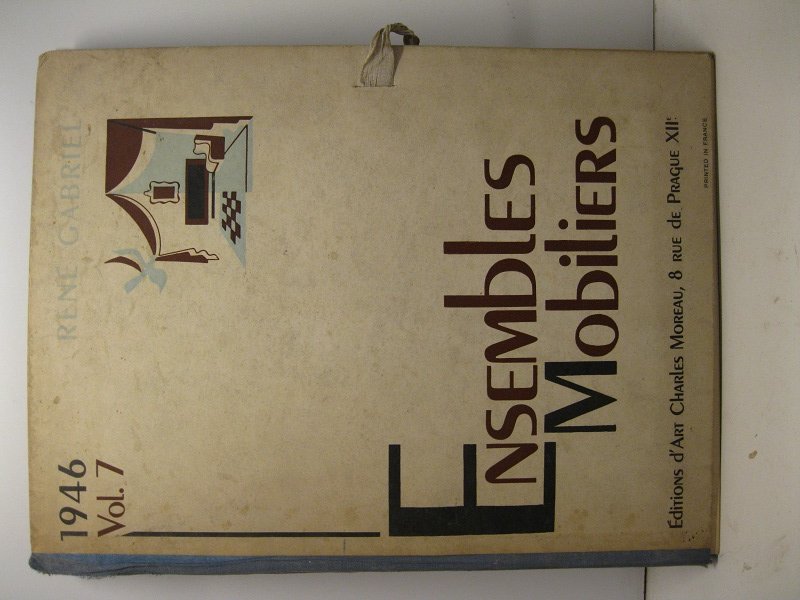 1946
RENÉ GABRIEL
Vol. 7
ENSEMBLES
MobiliERS
Éditions d'Art Charles Moreau, 8 rue de Prague XIIe
PRINTED IN FRANCE